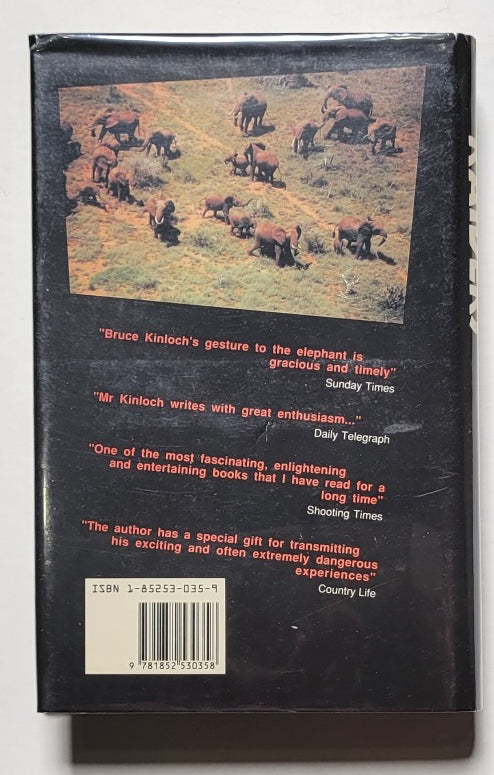 "Bruce Kinloch's gesture to the elephant is
gracious and timely"
Sunday Times
"Mr Kinloch writes with great enthusiasm..."
Daily Telegraph
"One of the most fascinating, enlightening
and entertaining books that I have read for a
long time"
Shooting Times
"The author has a special gift for transmitting
his exciting and often extremely dangerous
experiences"
Country Life
ISBN 1-85253-035-9
9 781852 530358